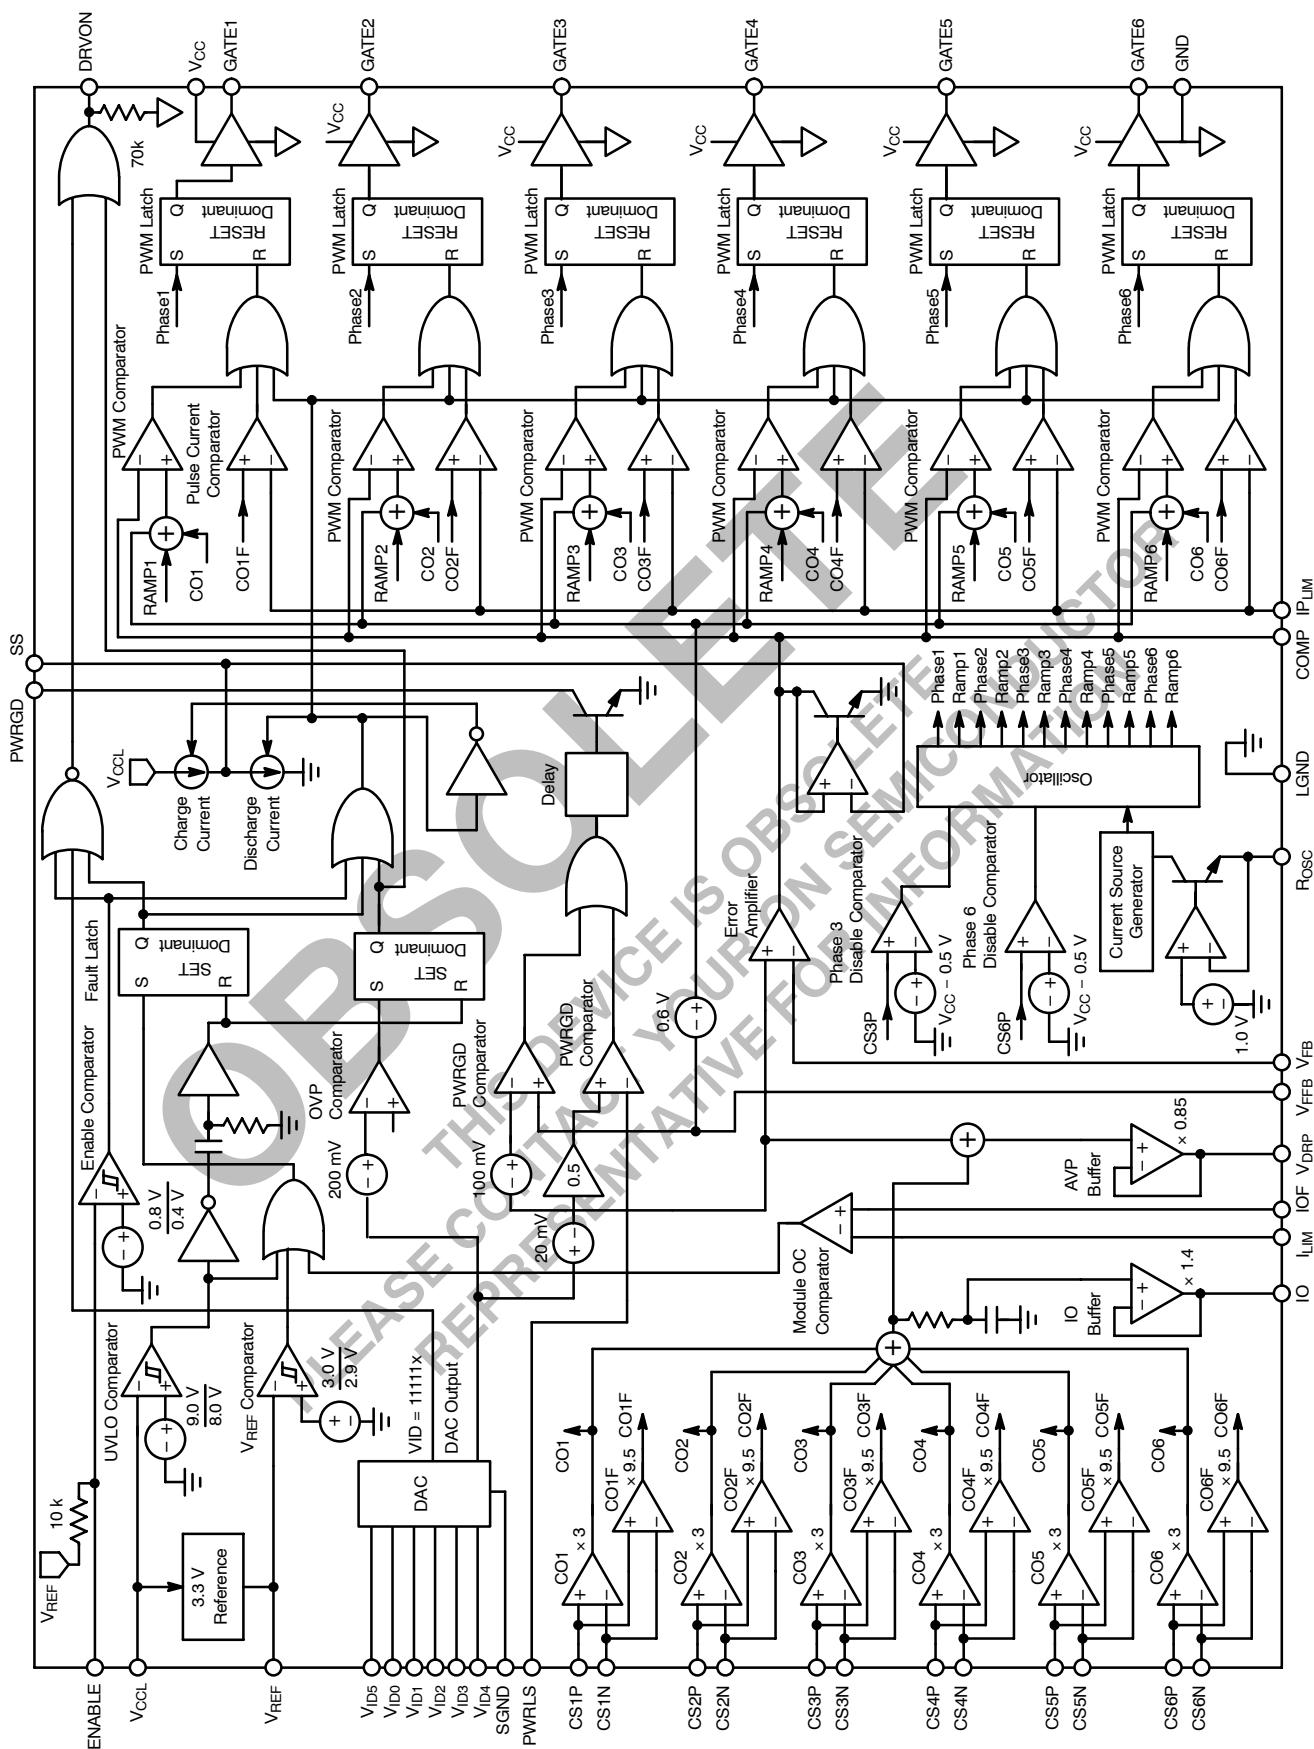 ENABLE
VCCL
VREF
VID5
VID0
VID1
VID2
VID3
VID4
SGND
PWRLS
CS1P
CS1N
CS2P
CS2N
CS3P
CS3N
CS4P
CS4N
CS5P
CS5N
CS6P
CS6N
VREF
10 k
3.3 V
Reference
UVLO Comparator
9.0 V
8.0 V
VREF Comparator
3.0 V
2.9 V
VID = 11111x
DAC Output
DAC
CO1
× 3
CO1
CO1F
× 9.5
CO1F
CO2
× 3
CO2
CO2F
× 9.5
CO2F
CO3
× 3
CO3
CO3F
× 9.5
CO3F
CO4
× 3
CO4
CO4F
× 9.5
CO4F
CO5
× 3
CO5
CO5F
× 9.5
CO5F
CO6
× 3
CO6
CO6F
× 9.5
CO6F
Enable Comparator
0.8 V
0.4 V
Fault Latch
S
Q
R
SET
Dominant
OVP
Comparator
200 mV
S
Q
R
SET
Dominant
PWRGD
Comparator
100 mV
PWRGD
Comparator
20 mV
0.5
Delay
0.6 V
Module OC
Comparator
IO
Buffer
× 1.4
AVP
Buffer
× 0.85
Error
Amplifier
Phase 3
Disable Comparator
CS3P
VCC – 0.5 V
Phase 6
Disable Comparator
CS6P
VCC – 0.5 V
Current Source
Generator
1.0 V
Oscillator
Phase1
Ramp1
Phase2
Ramp2
Phase3
Ramp3
Phase4
Ramp4
Phase5
Ramp5
Phase6
Ramp6
VCCL
Charge
Current
Discharge
Current
PWRGD
SS
PWM Comparator
RAMP1
CO1
Pulse Current
Comparator
CO1F
PWM Latch
Phase1
S
Q
R
RESET
Dominant
PWM Comparator
RAMP2
CO2
CO2F
PWM Latch
Phase2
S
Q
R
RESET
Dominant
VCC
PWM Comparator
RAMP3
CO3
CO3F
PWM Latch
Phase3
S
Q
R
RESET
Dominant
VCC
PWM Comparator
RAMP4
CO4
CO4F
PWM Latch
Phase4
S
Q
R
RESET
Dominant
VCC
PWM Comparator
RAMP5
CO5
CO5F
PWM Latch
Phase5
S
Q
R
RESET
Dominant
VCC
PWM Comparator
RAMP6
CO6
CO6F
PWM Latch
Phase6
S
Q
R
RESET
Dominant
VCC
70k
DRVON
VCC
GATE1
GATE2
GATE3
GATE4
GATE5
GATE6
GND
IO
ILIM
IOF
VDRP
VFFB
VFB
ROSC
LGND
COMP
IPLIM
OBSOLETE
THIS DEVICE IS OBSOLETE
PLEASE CONTACT YOUR ON SEMICONDUCTOR
REPRESENTATIVE FOR INFORMATION